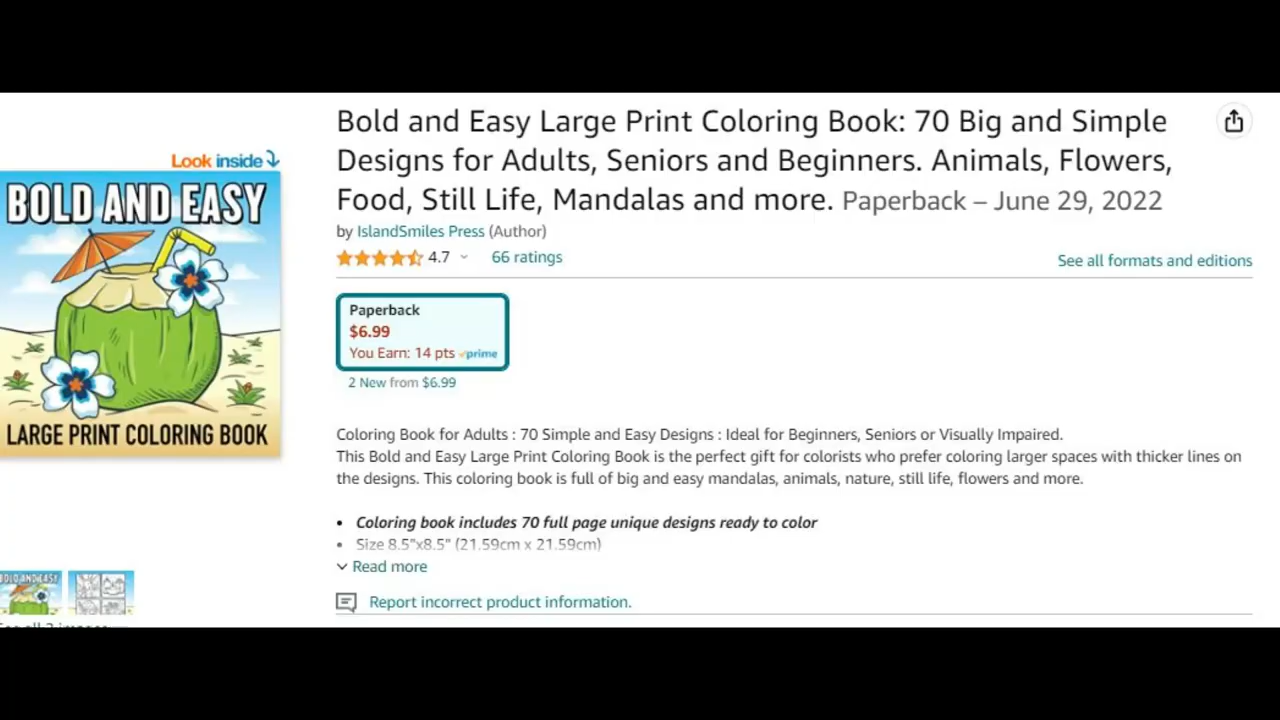 Bold and Easy Large Print Coloring Book: 70 Big and Simple
Designs for Adults, Seniors and Beginners. Animals, Flowers,
Food, Still Life, Mandalas and more. Paperback – June 29, 2022
by IslandSmiles Press (Author)
4.7 66 ratings
See all formats and editions
Look inside
BOLD AND EASY
LARGE PRINT COLORING BOOK
Paperback
$6.99
You Earn: 14 pts prime
2 New from $6.99
Coloring Book for Adults : 70 Simple and Easy Designs : Ideal for Beginners, Seniors or Visually Impaired.
This Bold and Easy Large Print Coloring Book is the perfect gift for colorists who prefer coloring larger spaces with thicker lines on
the designs. This coloring book is full of big and easy mandalas, animals, nature, still life, flowers and more.
• Coloring book includes 70 full page unique designs ready to color
• Size 8.5"x8.5" (21.59cm x 21.59cm)
Read more
Report incorrect product information.
BOLD AND EASY